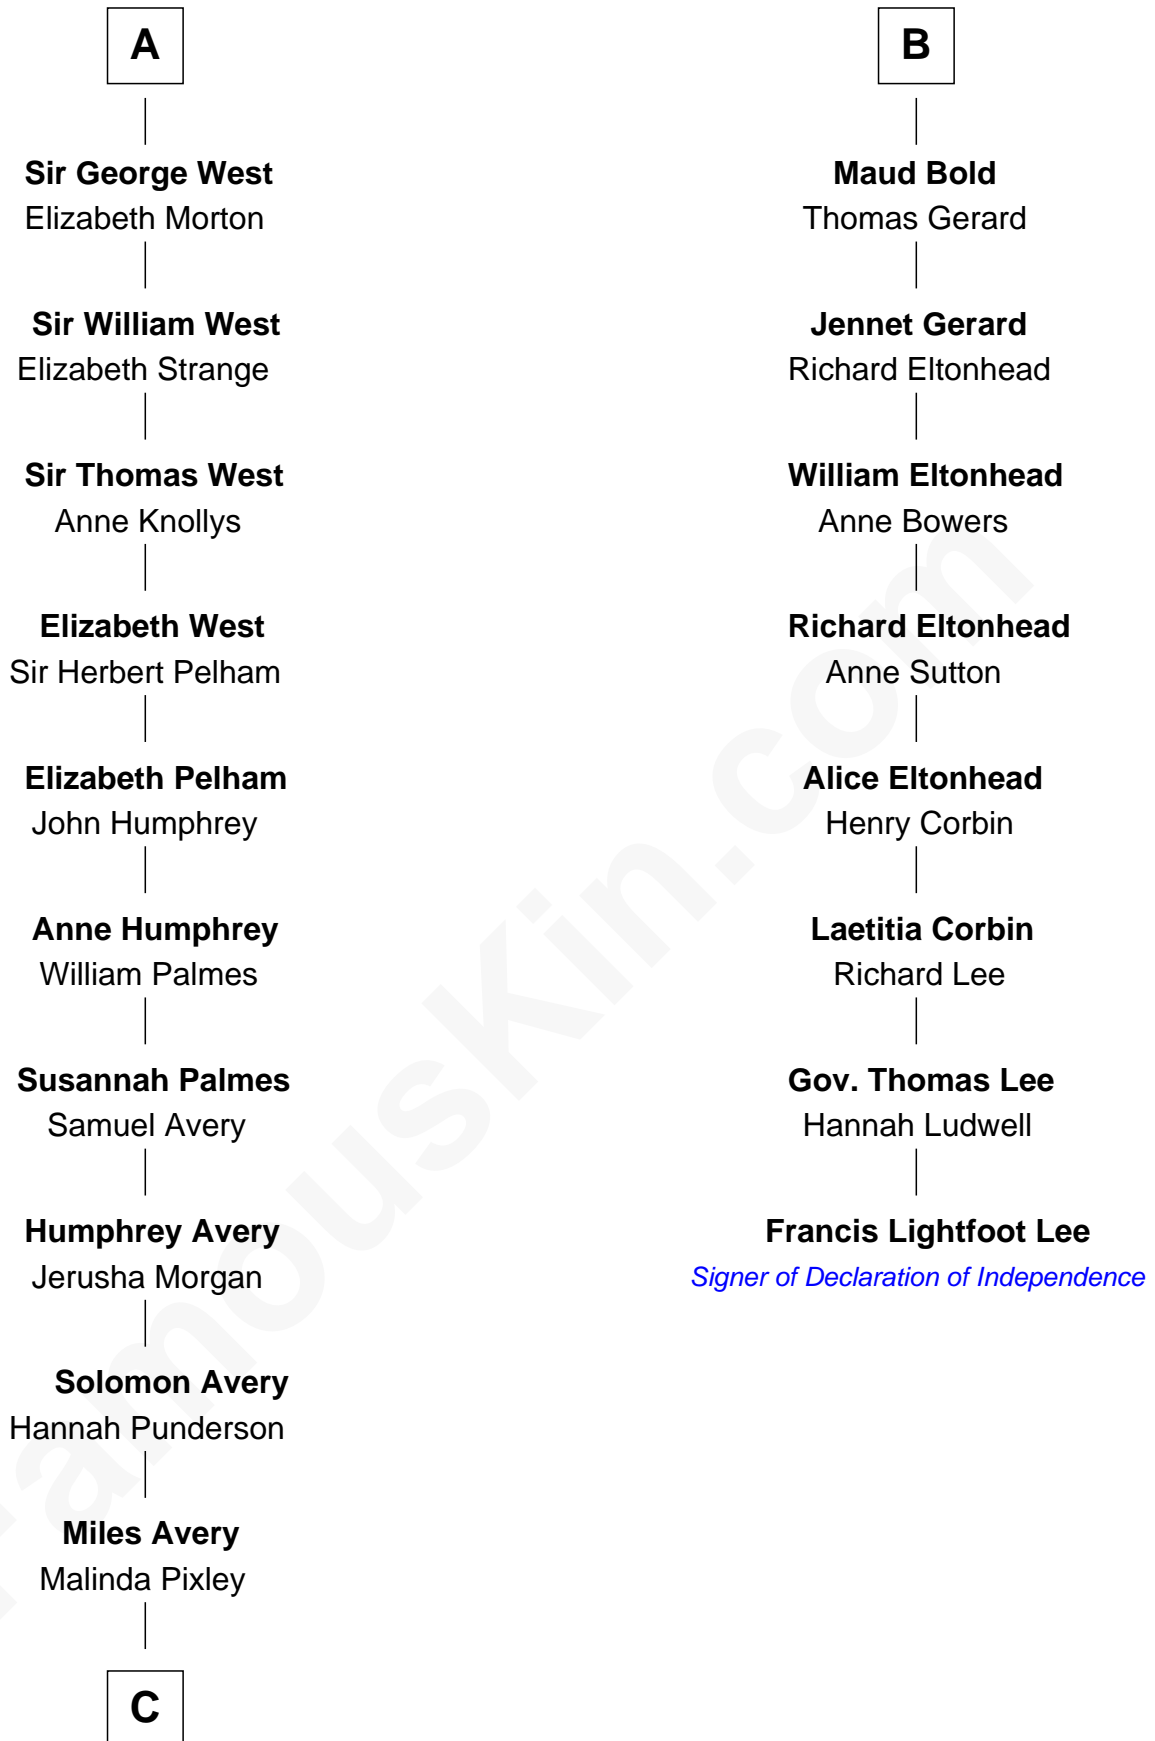 A
Sir George West
Elizabeth Morton
Sir William West
Elizabeth Strange
Sir Thomas West
Anne Knollys
Elizabeth West
Sir Herbert Pelham
Elizabeth Pelham
John Humphrey
Anne Humphrey
William Palmes
Susannah Palmes
Samuel Avery
Humphrey Avery
Jerusha Morgan
Solomon Avery
Hannah Punderson
Miles Avery
Malinda Pixley
C
B
Maud Bold
Thomas Gerard
Jennet Gerard
Richard Eltonhead
William Eltonhead
Anne Bowers
Richard Eltonhead
Anne Sutton
Alice Eltonhead
Henry Corbin
Laetitia Corbin
Richard Lee
Gov. Thomas Lee
Hannah Ludwell
Francis Lightfoot Lee
Signer of Declaration of Independence
FamousKin.com